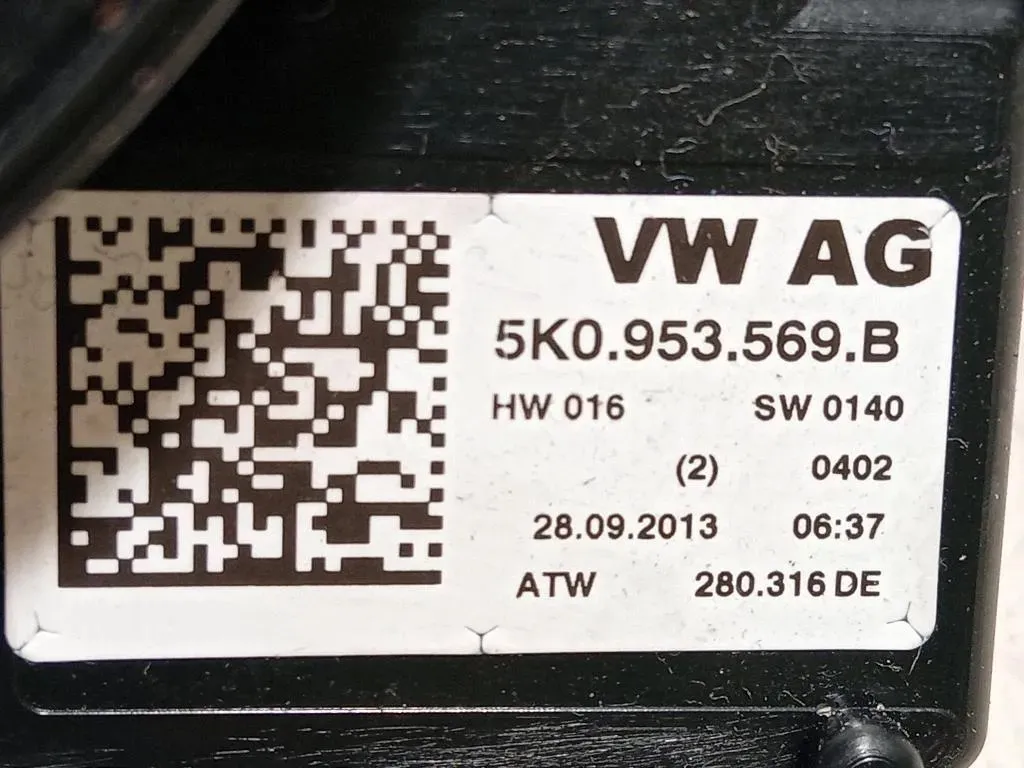 VW AG
5K0.953.569.B
HW 016 SW 0140
(2) 0402
28.09.2013 06:37
ATW 280.316 DE